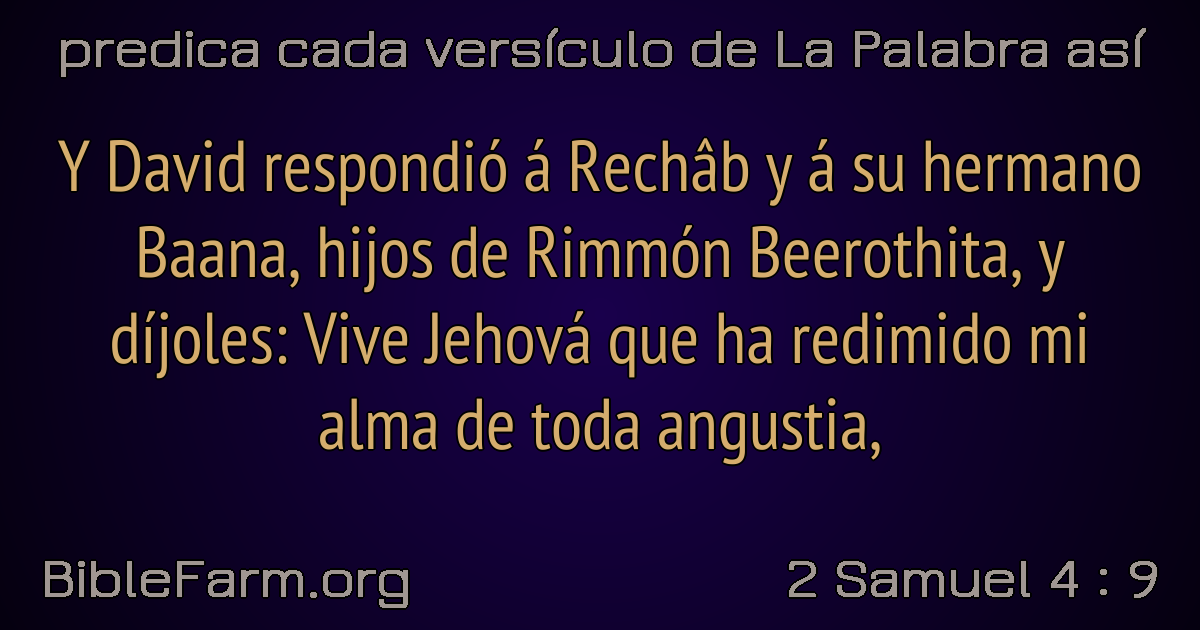 predica cada versículo de La Palabra así
Y David respondió á Rechâb y á su hermano
Baana, hijos de Rimmón Beerothita, y
díjoles: Vive Jehová que ha redimido mi
alma de toda angustia,
BibleFarm.org
2 Samuel 4 : 9